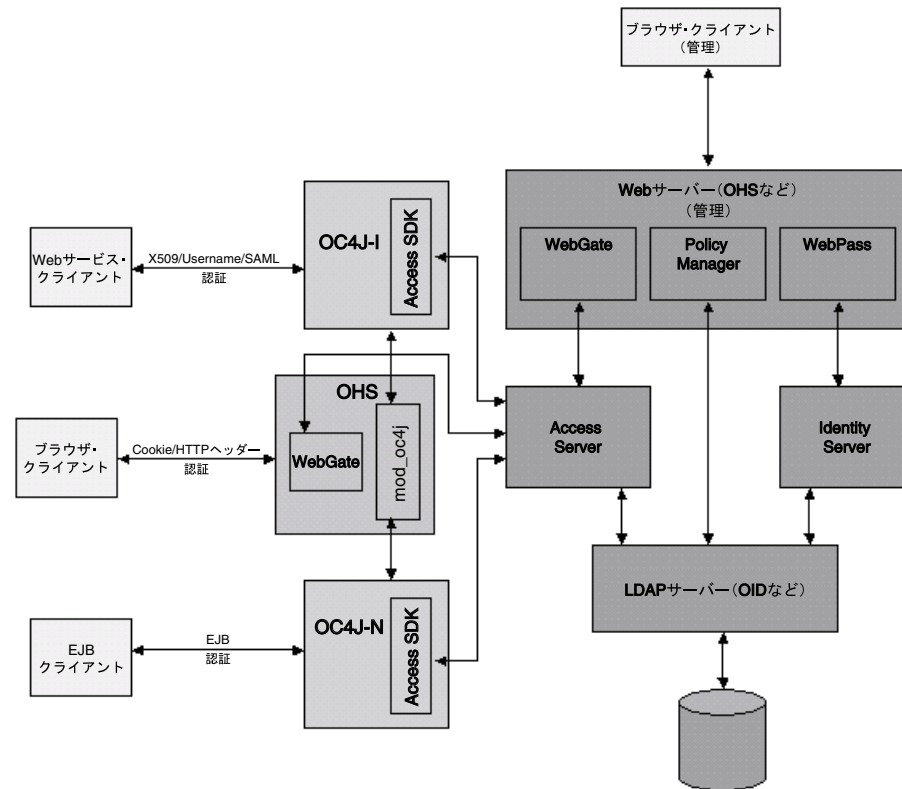 ブラウザ・クライアント
(管理)
Webサーバー(OHSなど)
(管理)
WebGate
Policy
Manager
WebPass
OC4J-I
Access SDK
Webサービス・
クライアント
X509/Username/SAML
認証
OHS
WebGate
mod_oc4j
ブラウザ・
クライアント
Cookie/HTTPヘッダー
認証
Access
Server
Identity
Server
LDAPサーバー(OIDなど)
OC4J-N
Access SDK
EJB
クライアント
EJB
認証